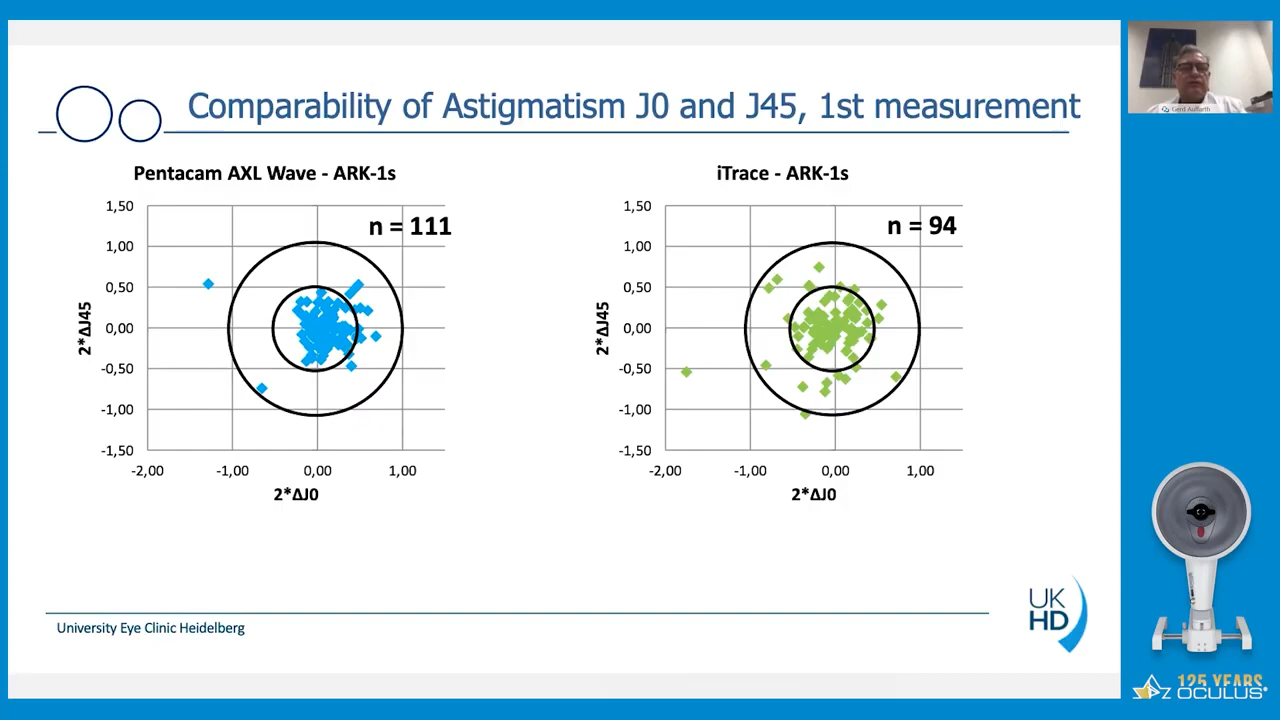 Comparability of Astigmatism J0 and J45, 1st measurement
Pentacam AXL Wave - ARK-1s
1,50
1,00
0,50
0,00
-0,50
-1,00
-1,50
2*ΔJ45
n = 111
-2,00 -1,00 0,00 1,00
2*ΔJ0
iTrace - ARK-1s
1,50
1,00
0,50
0,00
-0,50
-1,00
-1,50
2*ΔJ45
n = 94
-2,00 -1,00 0,00 1,00
2*ΔJ0
University Eye Clinic Heidelberg
UK
HD
Gerd Auffarth
125 YEARS
OCULUS®